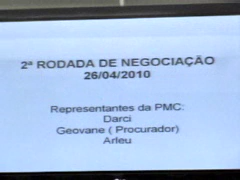 2ª RODADA DE NEGOCIAÇÃO
26/04/2010
Representantes da PMC:
Darci
Geovane ( Procurador)
Arleu